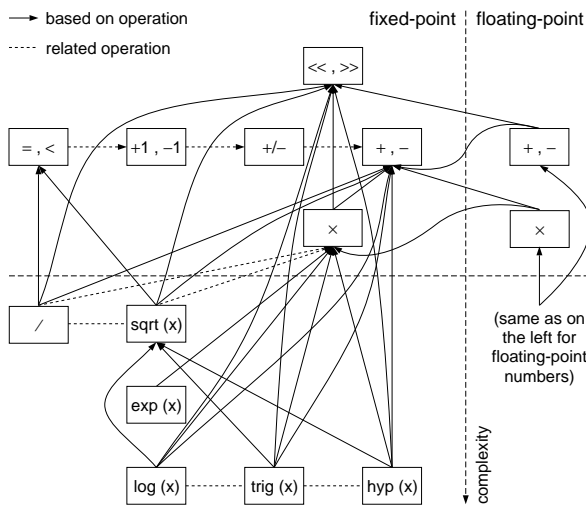 based on operation
related operation
fixed-point
floating-point
<< , >>
= , <
+1 , −1
+/−
+ , -
+ , -
×
×
/
sqrt (x)
(same as on
the left for
floating-point
numbers)
exp (x)
log (x)
trig (x)
hyp (x)
complexity